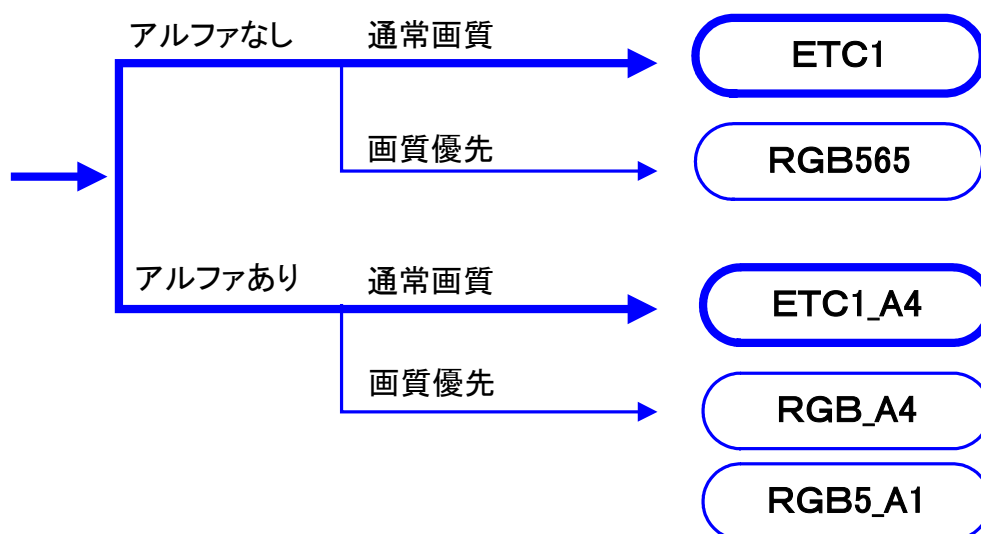 アルファなし
通常画質
ETC1
画質優先
RGB565
アルファあり
通常画質
ETC1_A4
画質優先
RGB_A4
RGB5_A1